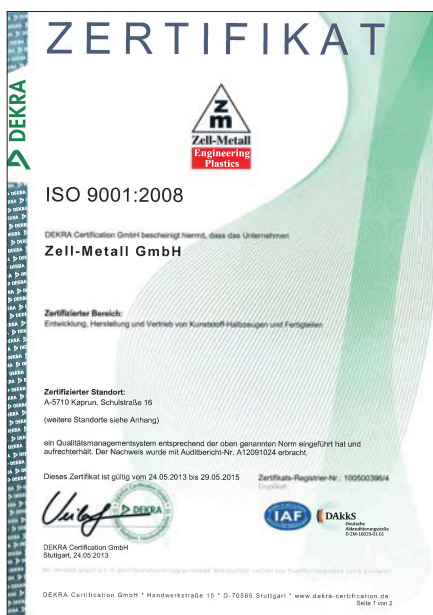 ZERTIFIKAT
DEKRA
zm
Zell-Metall
Engineering
Plastics
ISO 9001:2008
DEKRA Certification GmbH bescheinigt hiermit, dass das Unternehmen
Zell-Metall GmbH
Zertifizierter Bereich:
Entwicklung, Herstellung und Vertrieb von Kunststoff-Halbzeugen und Fertigteilen
Zertifizierter Standort:
A-5710 Kaprun, Schulstraße 16
(weitere Standorte siehe Anhang)
ein Qualitätsmanagementsystem entsprechend der oben genannten Norm eingeführt hat und
aufrechterhält. Der Nachweis wurde mit Auditbericht-Nr. A12091024 erbracht.
Dieses Zertifikat ist gültig vom 24.05.2013 bis 29.05.2015
Zertifikats-Registrier-Nr.: 100500396/4
Duplikat
DEKRA
IAF
DAkkS
Deutsche
Akkreditierungsstelle
D-ZM-16029-01-01
DEKRA Certification GmbH
Stuttgart, 24.05.2013
DEKRA Certification GmbH * Handwerkstraße 15 * D-70565 Stuttgart * www.dekra-certification.de
Seite 1 von 2